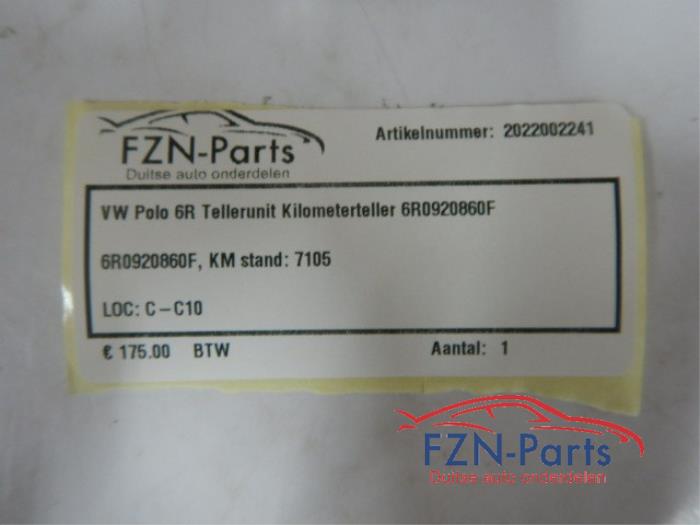 FZN-Parts
Duitse auto onderdelen
Artikelnummer: 2022002241
VW Polo 6R Tellerunit Kilometerteller 6R0920860F
6R0920860F, KM stand: 7105
LOC: C-C10
€ 175.00 BTW
Aantal: 1
FZN-Parts
Duitse auto onderdelen